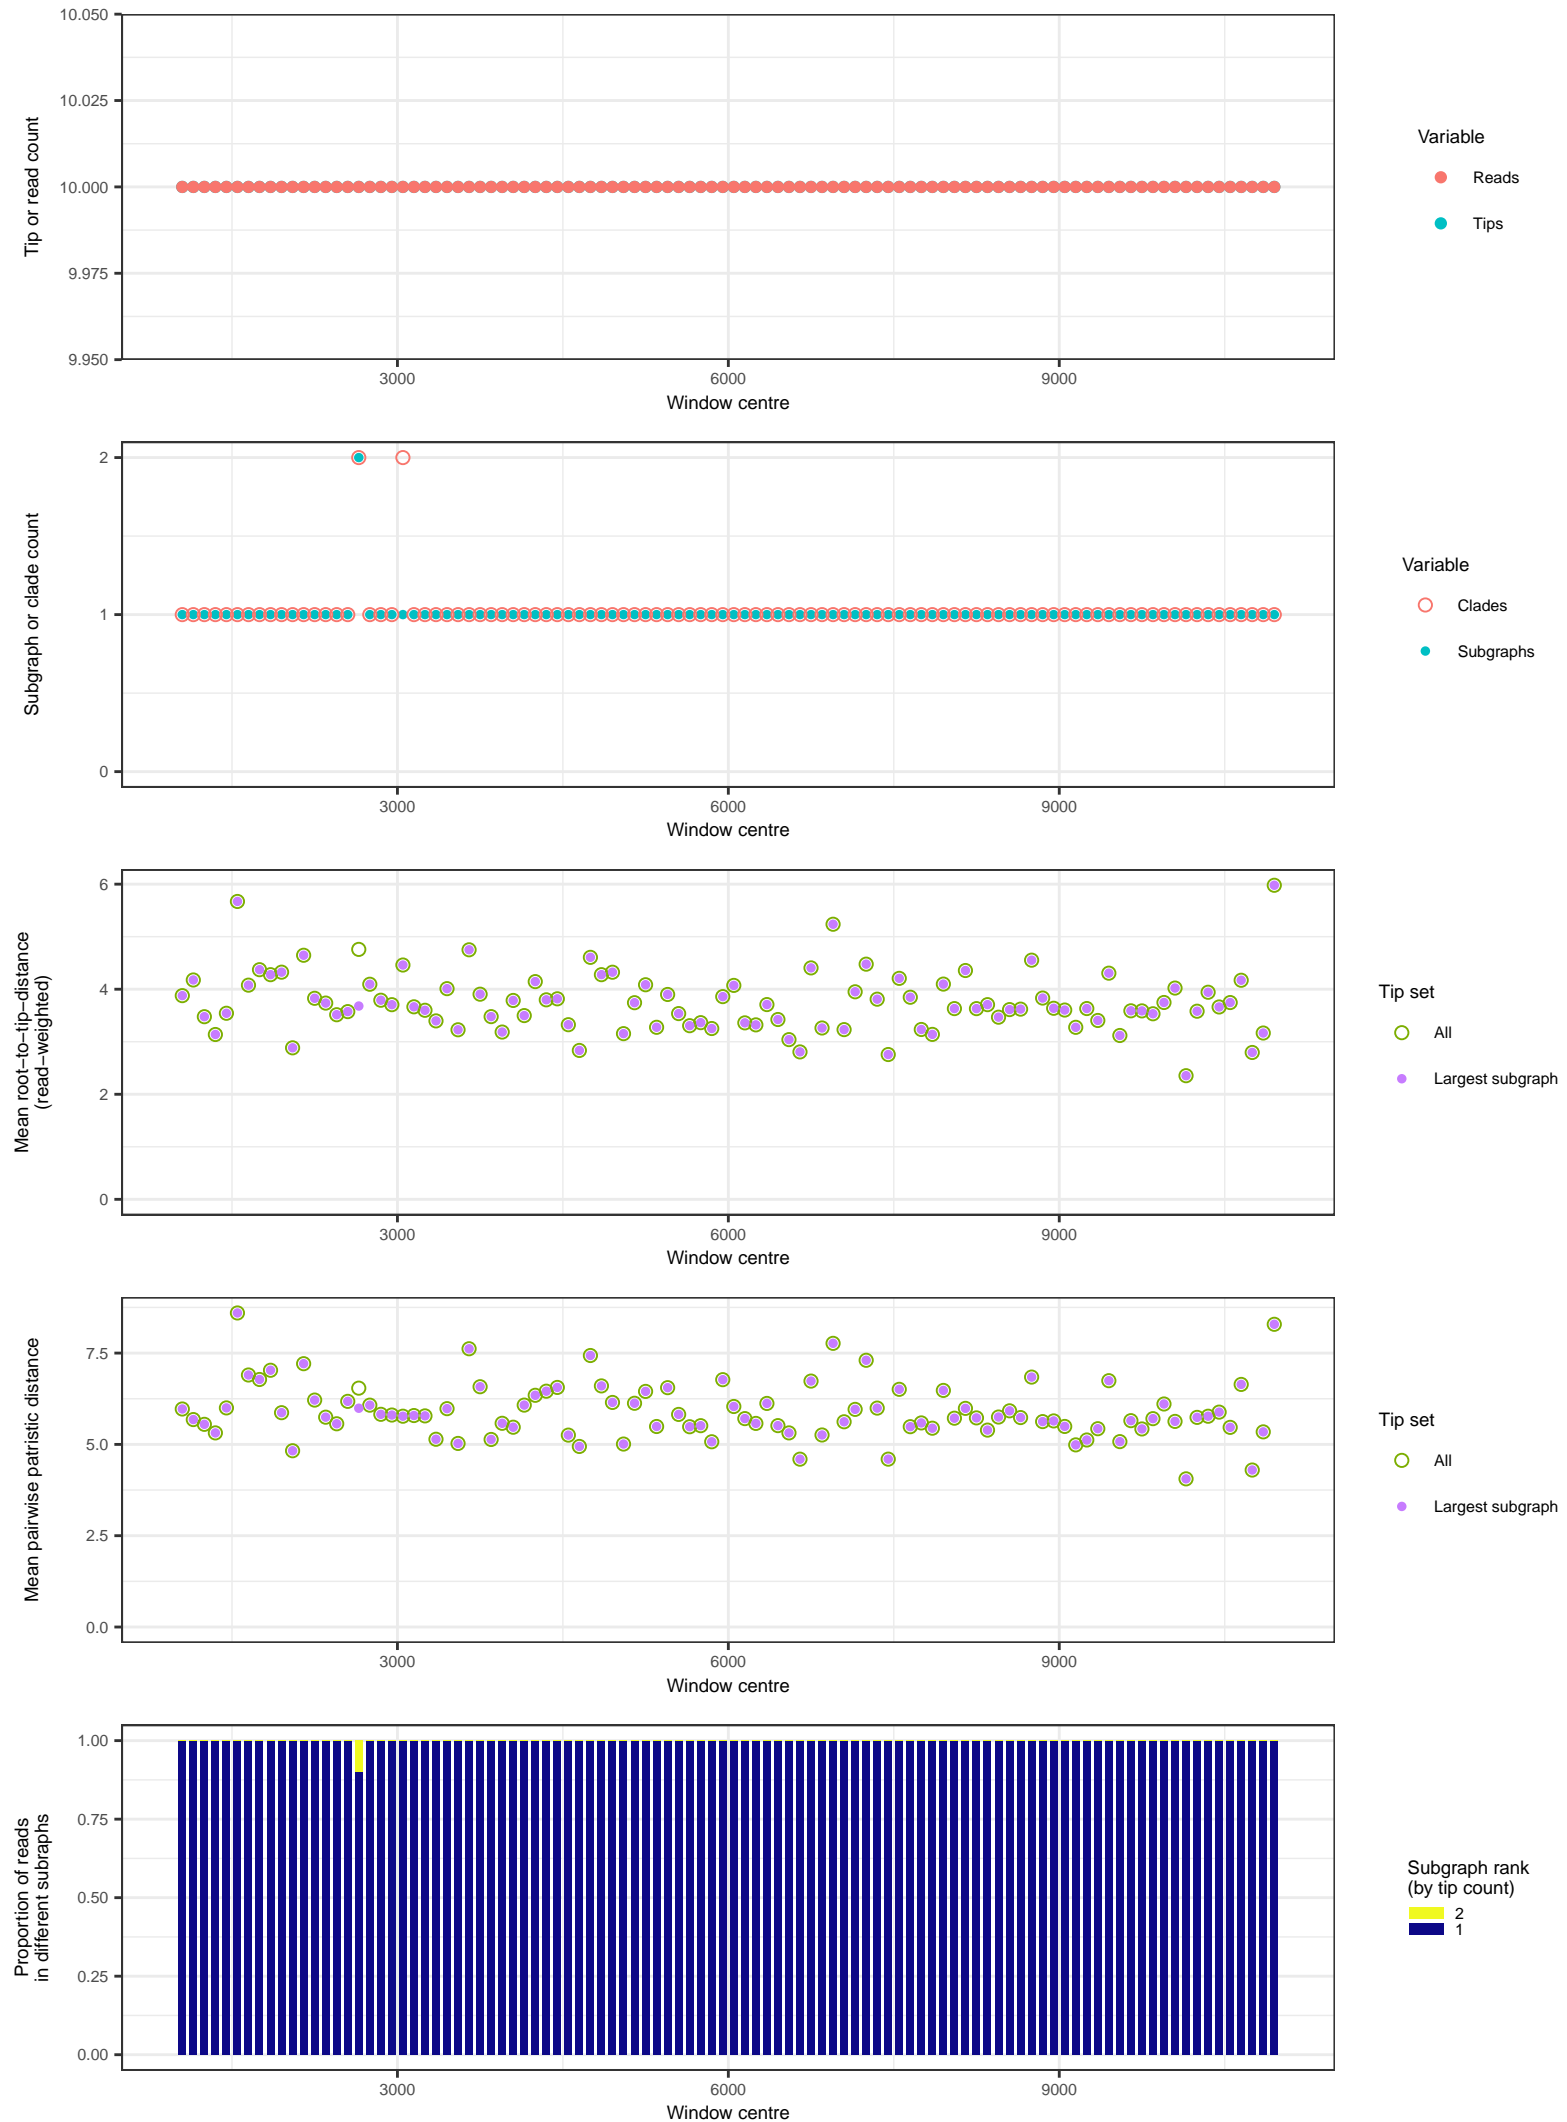 10.050
10.025
10.000
9.975
9.950
Tip or read count
3000 6000 9000
Window centre
Variable
Reads
Tips
2
1
0
Subgraph or clade count
3000 6000 9000
Window centre
Variable
Clades
Subgraphs
6
4
2
0
Mean root−to−tip−distance
(read−weighted)
3000 6000 9000
Window centre
Tip set
All
Largest subgraph
7.5
5.0
2.5
0.0
Mean pairwise patristic distance
3000 6000 9000
Window centre
Tip set
All
Largest subgraph
1.00
0.75
0.50
0.25
0.00
Proportion of reads
in different subraphs
3000 6000 9000
Window centre
Subgraph rank
(by tip count)
2
1